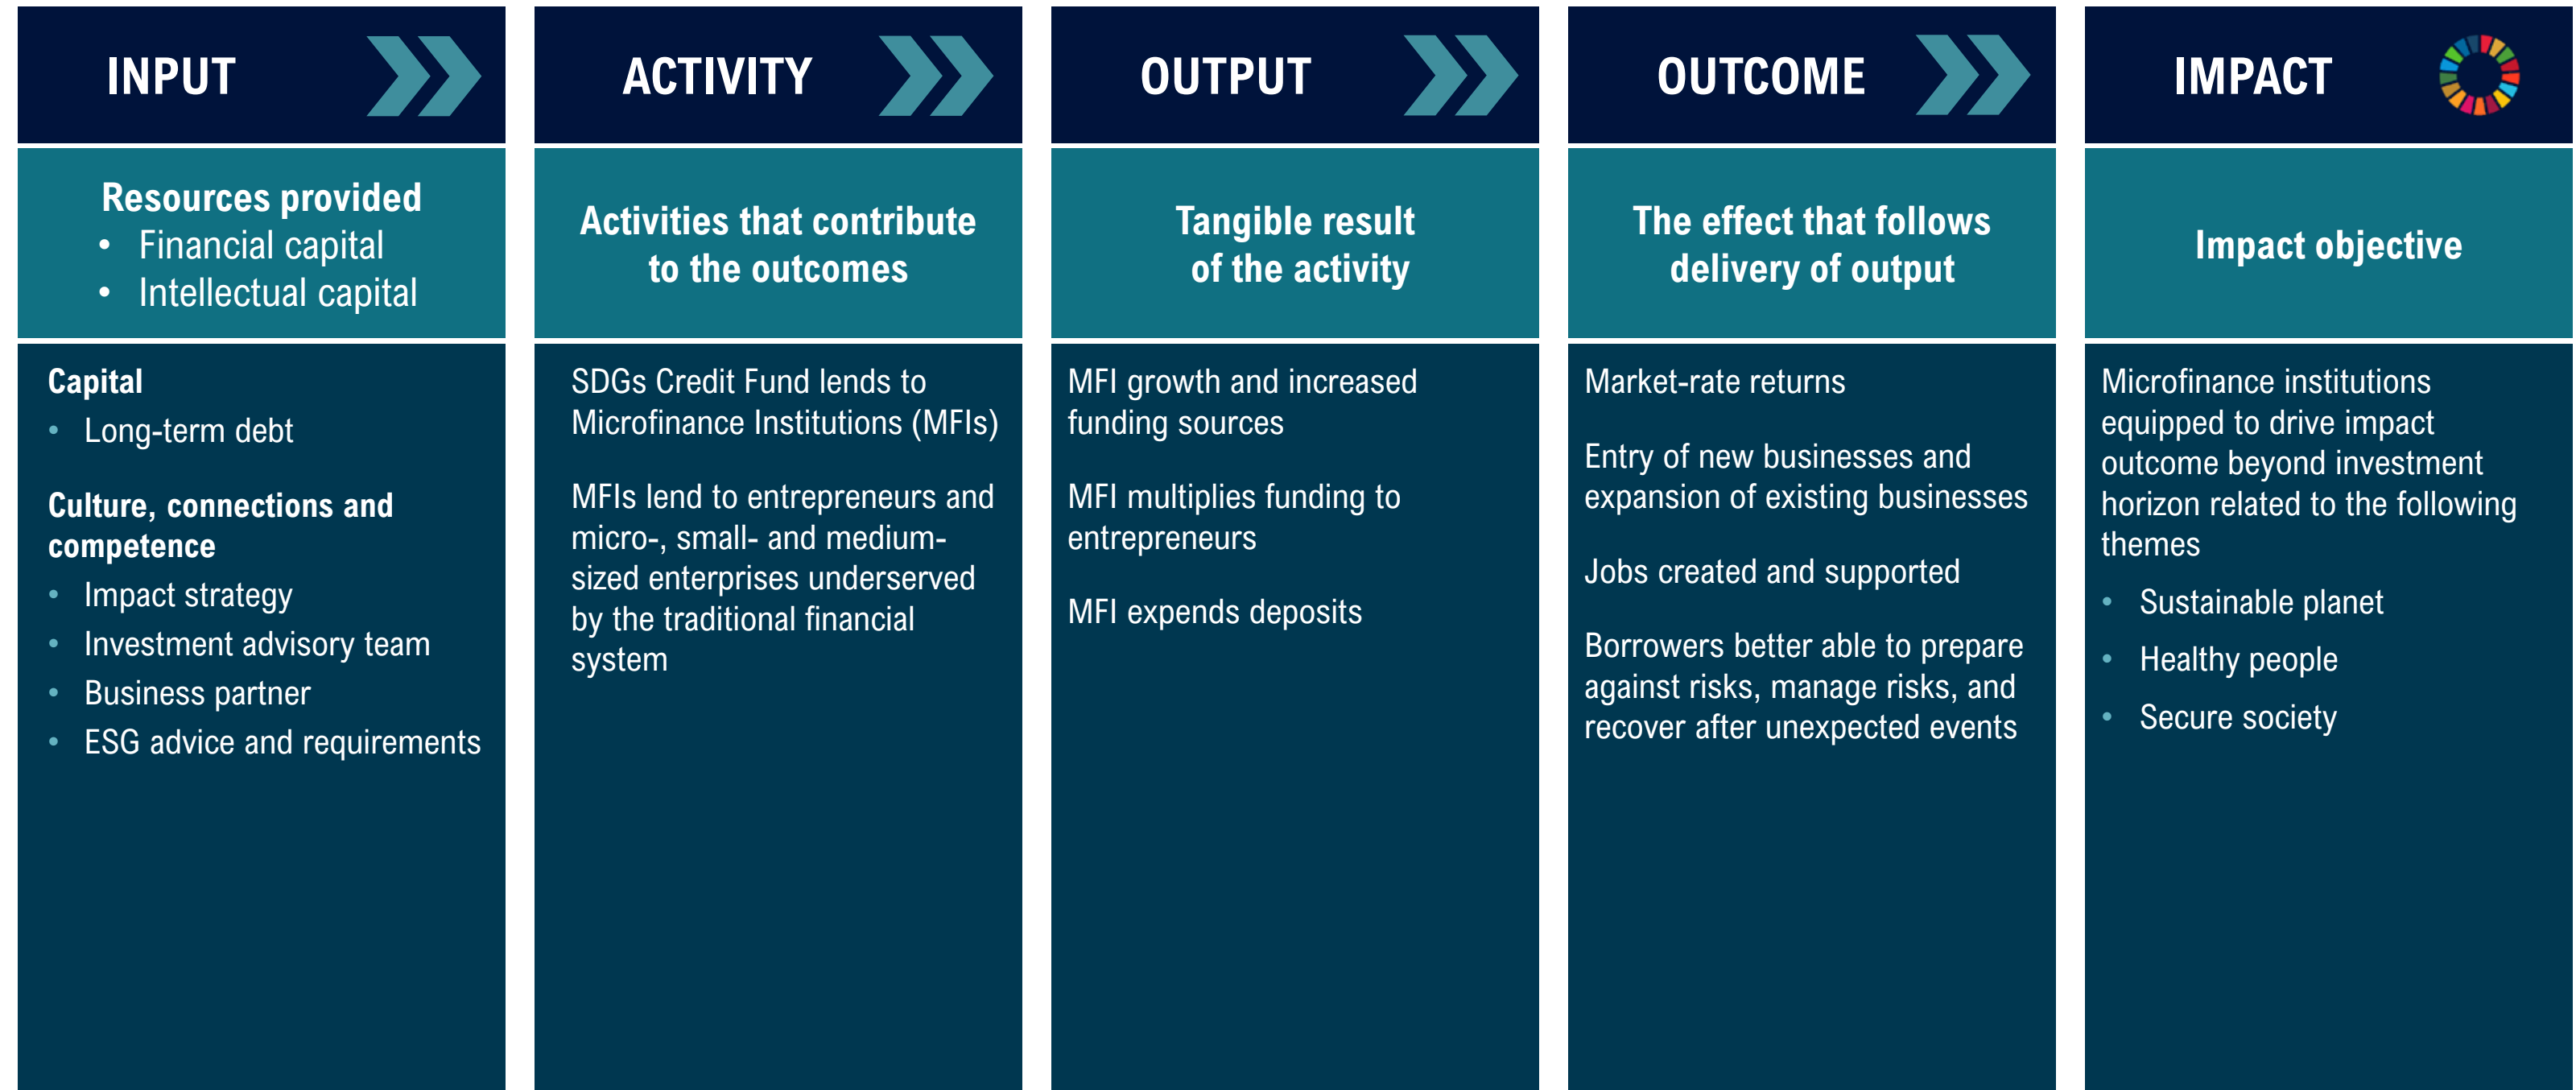 INPUT
Resources provided
• Financial capital
• Intellectual capital
Capital
• Long-term debt
Culture, connections and
competence
• Impact strategy
• Investment advisory team
• Business partner
• ESG advice and requirements
ACTIVITY
Activities that contribute
to the outcomes
SDGs Credit Fund lends to
Microfinance Institutions (MFIs)
MFIs lend to entrepreneurs and
micro-, small- and medium-
sized enterprises underserved
by the traditional financial
system
OUTPUT
Tangible result
of the activity
MFI growth and increased
funding sources
MFI multiplies funding to
entrepreneurs
MFI expends deposits
OUTCOME
The effect that follows
delivery of output
Market-rate returns
Entry of new businesses and
expansion of existing businesses
Jobs created and supported
Borrowers better able to prepare
against risks, manage risks, and
recover after unexpected events
IMPACT
Impact objective
Microfinance institutions
equipped to drive impact
outcome beyond investment
horizon related to the following
themes
• Sustainable planet
• Healthy people
• Secure society